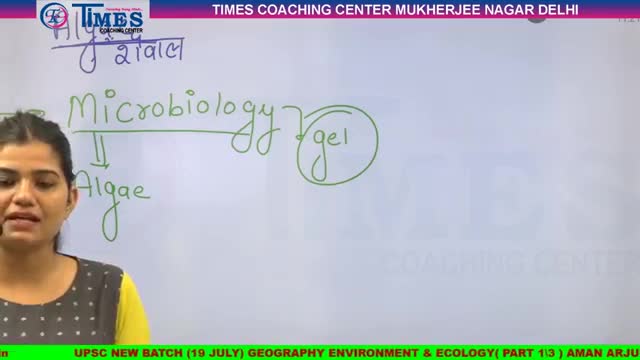 TIMES COACHING CENTER MUKHERJEE NAGAR DELHI
TIMES
COACHING CENTER
शैवाल
Microbiology
gel
Algae
TIMES
COACHING CENTER
UPSC NEW BATCH (19 JULY) GEOGRAPHY ENVIRONMENT & ECOLOGY( PART 1\3 ) AMAN ARJU